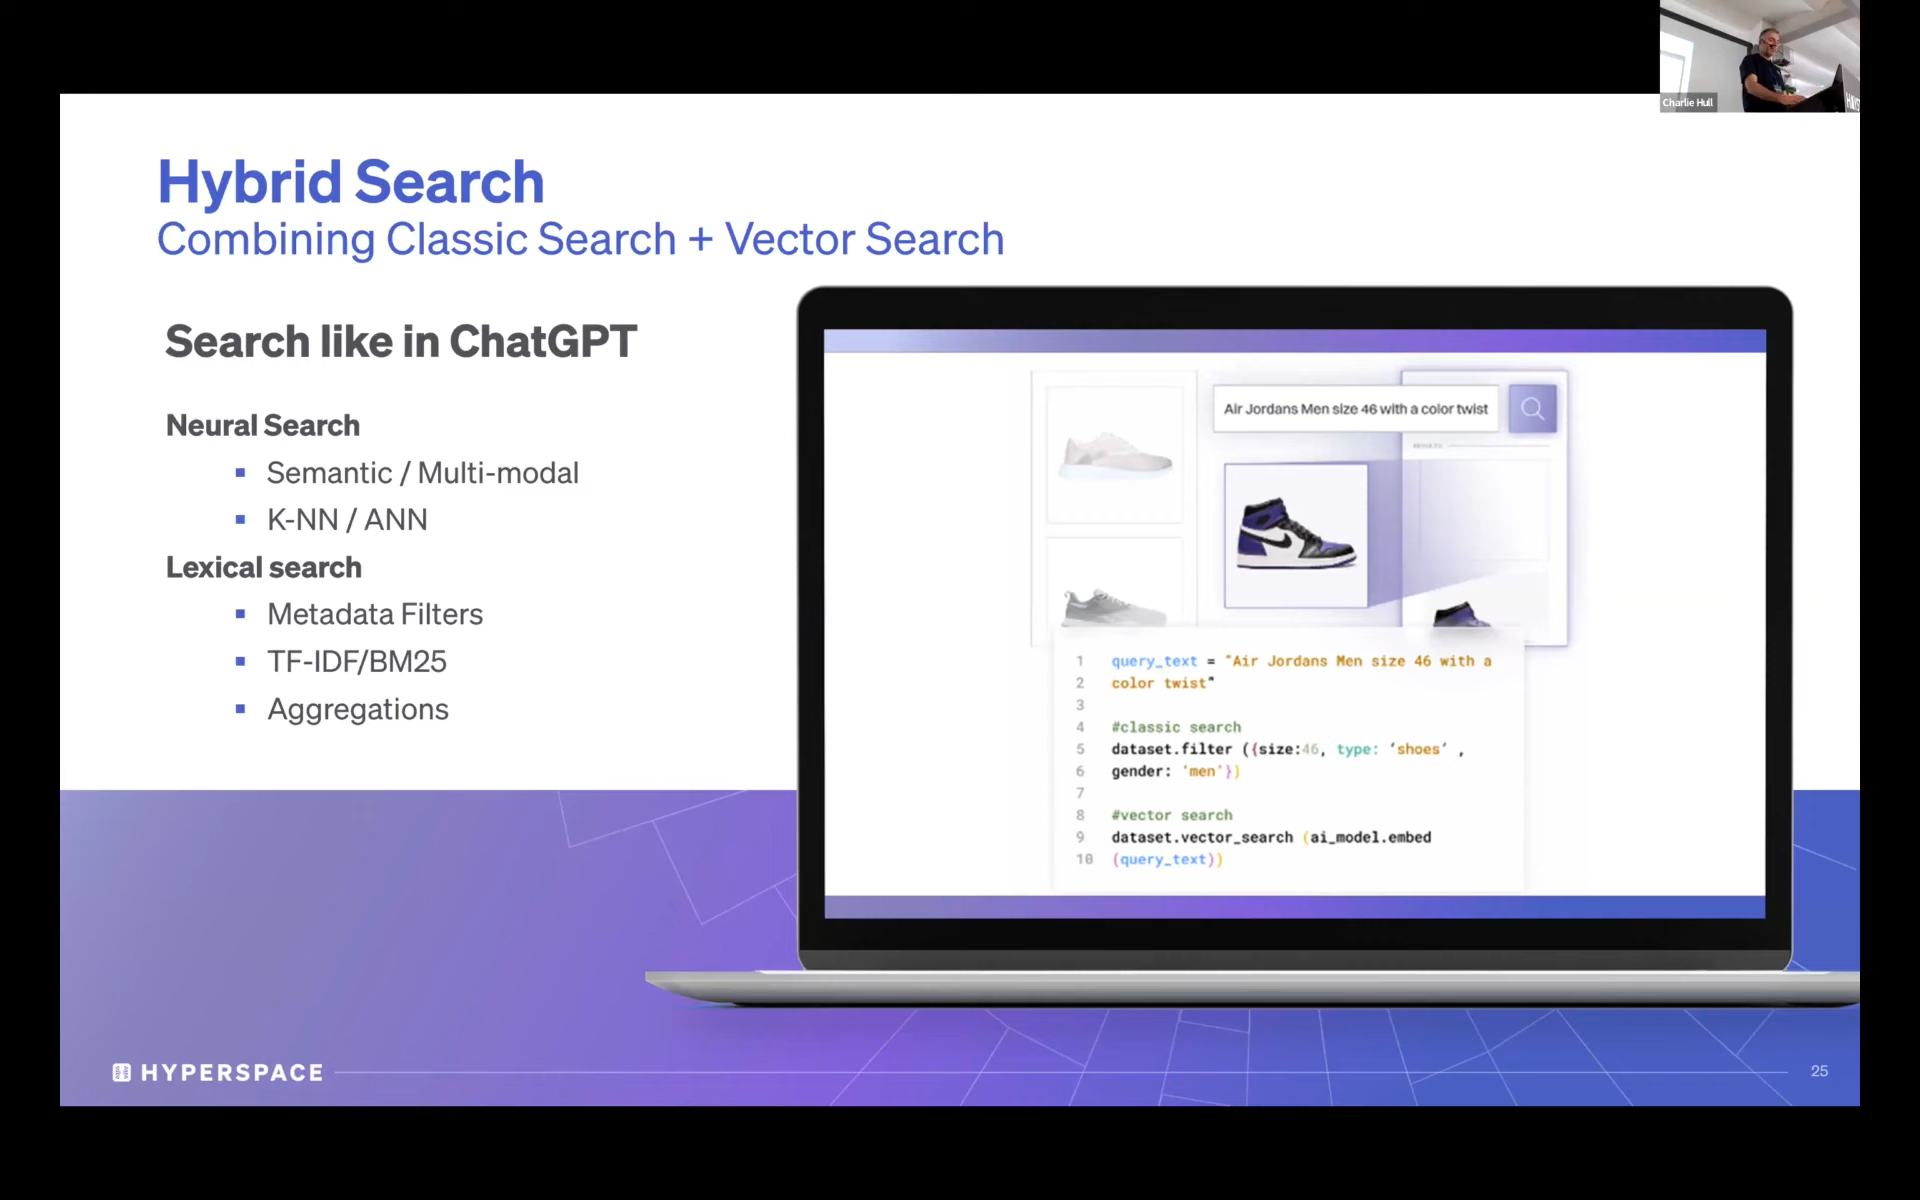 Charlie Hull
Hybrid Search
Combining Classic Search + Vector Search
Search like in ChatGPT
Neural Search
▪ Semantic / Multi-modal
▪ K-NN / ANN
Lexical search
▪ Metadata Filters
▪ TF-IDF/BM25
▪ Aggregations
Air Jordans Men size 46 with a color twist
RESULTS
1 query_text = "Air Jordans Men size 46 with a
2 color twist"
3
4 #classic search
5 dataset.filter ({size:46, type: ‘shoes’ ,
6 gender: 'men'})
7
8 #vector search
9 dataset.vector_search (ai_model.embed
10 (query_text))
HYPERSPACE
25